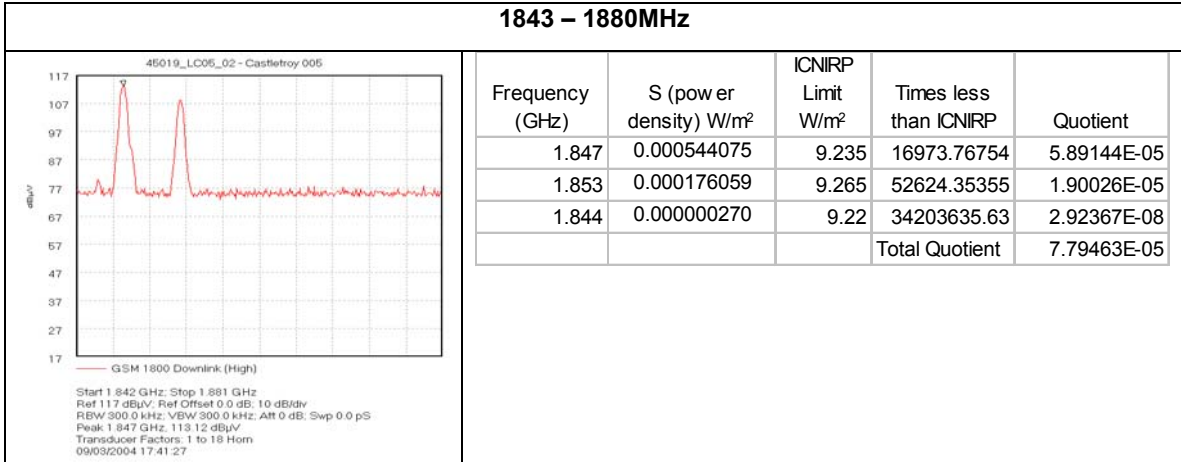 1843 – 1880MHz
45019_LC05_02 - Castletroy 005
117
107
97
87
77
67
57
47
37
27
17
dBµV
GSM 1800 Downlink (High)
Start 1.842 GHz; Stop 1.881 GHz
Ref 117 dBµV; Ref Offset 0.0 dB; 10 dB/div
RBW 300.0 kHz; VBW 300.0 kHz; Att 0 dB; Swp 0.0 pS
Peak 1.847 GHz, 113.12 dBµV
Transducer Factors: 1 to 18 Horn
09/03/2004 17:41:27
Frequency (GHz) S (pow er density) W/m² ICNIRP Limit W/m² Times less than ICNIRP Quotient
1.847 0.000544075 9.235 16973.76754 5.89144E-05
1.853 0.000176059 9.265 52624.35355 1.90026E-05
1.844 0.000000270 9.22 34203635.63 2.92367E-08
Total Quotient 7.79463E-05